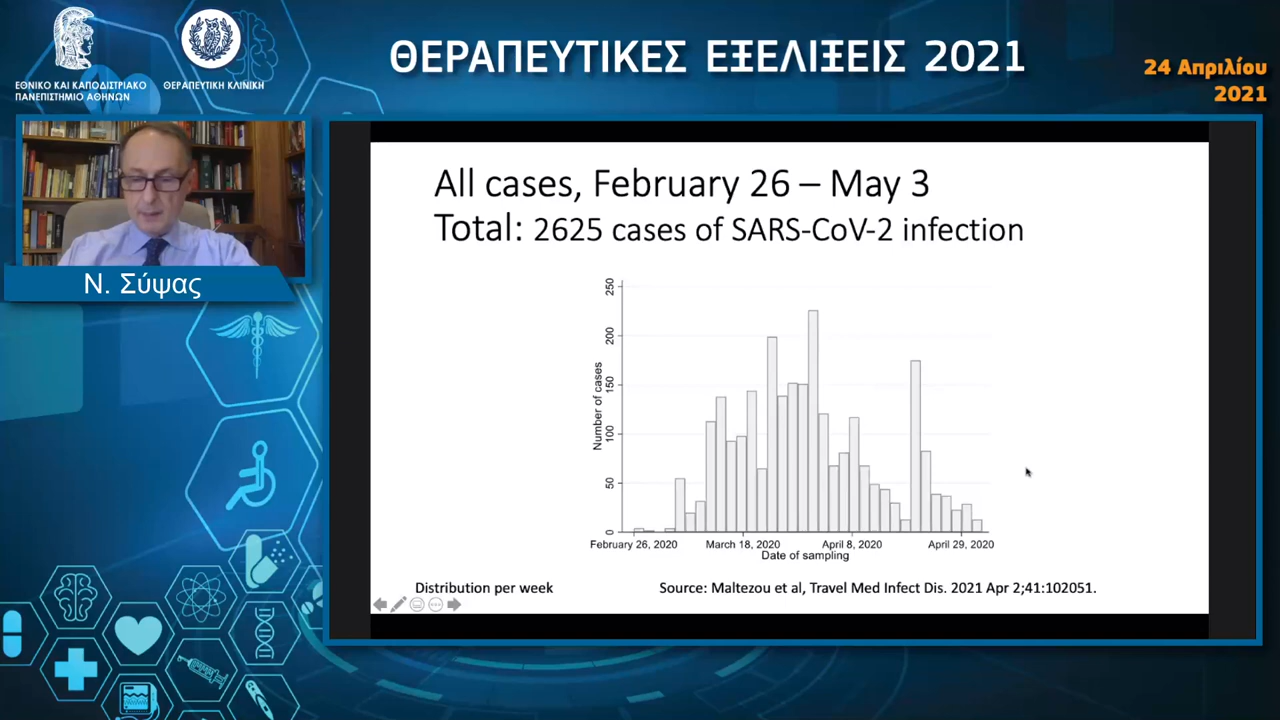 ΕΘΝΙΚΟ ΚΑΙ ΚΑΠΟΔΙΣΤΡΙΑΚΟ
ΠΑΝΕΠΙΣΤΗΜΙΟ ΑΘΗΝΩΝ
ΘΕΡΑΠΕΥΤΙΚΗ ΚΛΙΝΙΚΗ
ΘΕΡΑΠΕΥΤΙΚΕΣ ΕΞΕΛΙΞΕΙΣ 2021
24 Απριλίου
2021
Ν. Σύψας
All cases, February 26 – May 3
Total: 2625 cases of SARS-CoV-2 infection
250
200
150
100
50
0
Number of cases
February 26, 2020
March 18, 2020
April 8, 2020
April 29, 2020
Date of sampling
Distribution per week
Source: Maltezou et al, Travel Med Infect Dis. 2021 Apr 2;41:102051.